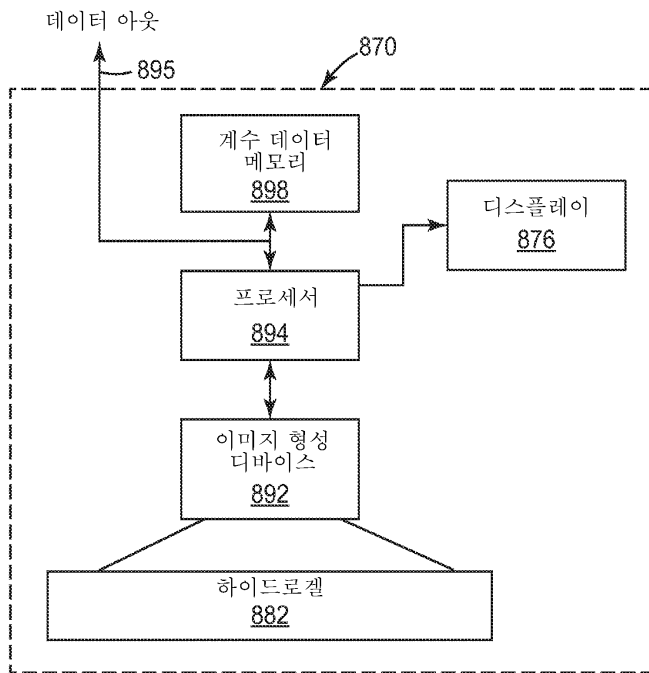 데이터 아웃
895
870
계수 데이터
메모리
898
디스플레이
876
프로세서
894
이미지 형성
디바이스
892
하이드로겔
882